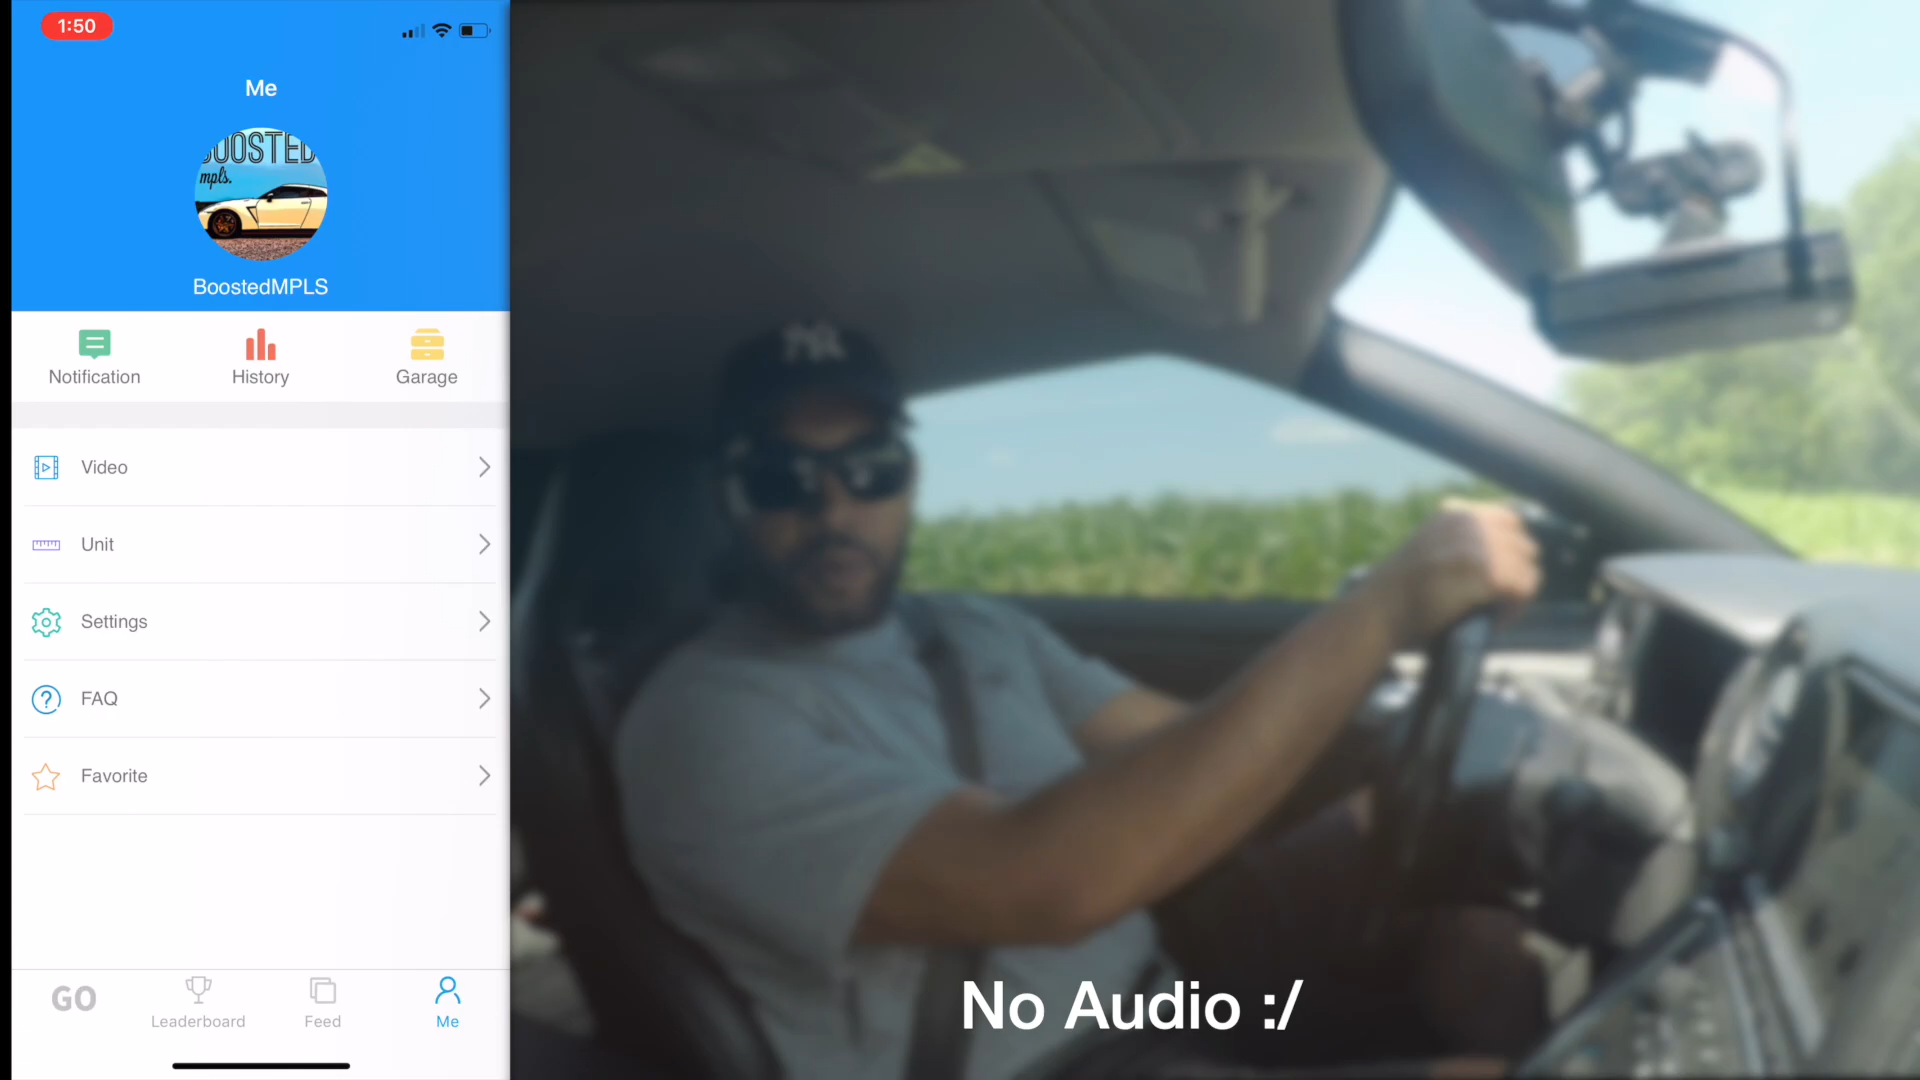 1:50
Me
BOOSTED
mpls.
BoostedMPLS
Notification
History
Garage
Video
Unit
Settings
FAQ
Favorite
GO
Leaderboard
Feed
Me
No Audio :/